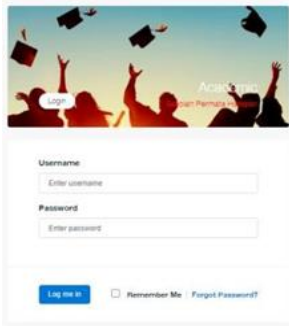 Academic
Login
Username
Enter username
Password
Enter password
Log me in
Remember Me | Forgot Password?